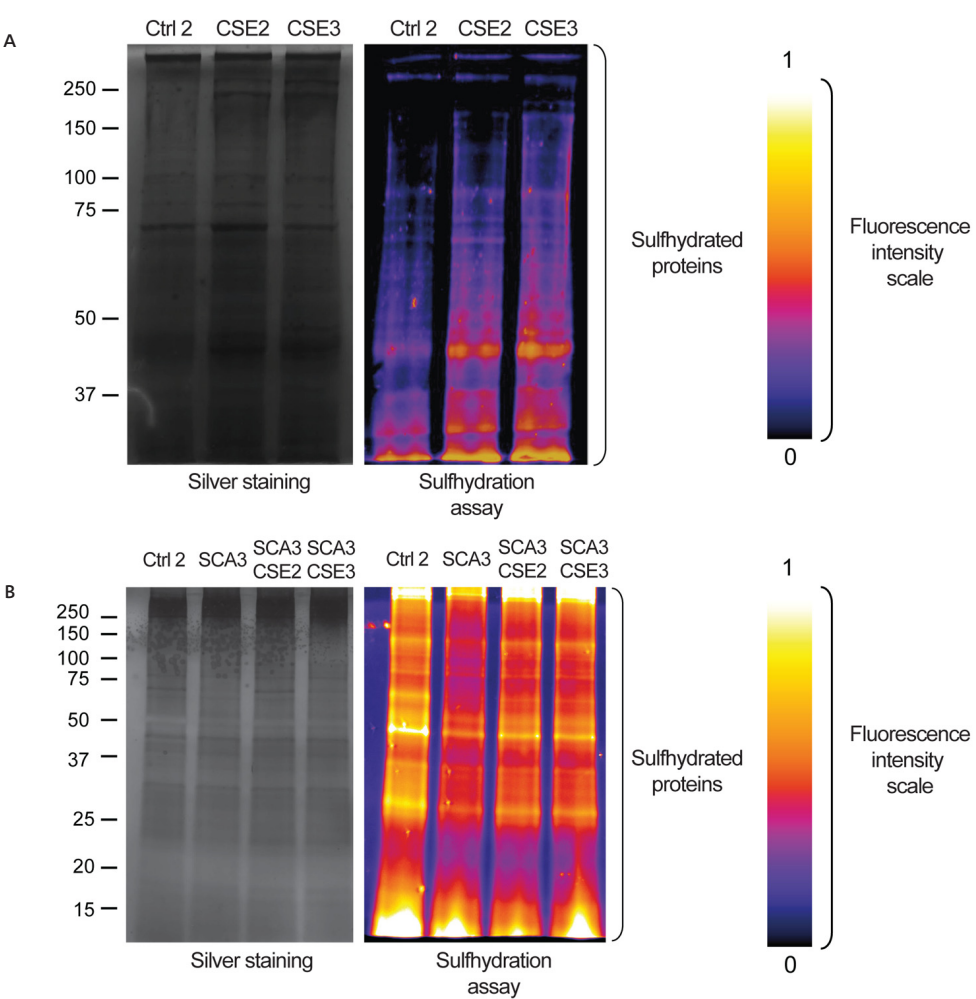 A
Ctrl 2 CSE2 CSE3
Ctrl 2 CSE2 CSE3
250
150
100
75
50
37
Silver staining
Sulfhydration
assay
Sulfhydrated
proteins
1
0
Fluorescence
intensity
scale
B
Ctrl 2 SCA3 SCA3 CSE2 SCA3 CSE3
Ctrl 2 SCA3 SCA3 CSE2 SCA3 CSE3
250
150
100
75
50
37
25
20
15
Silver staining
Sulfhydration
assay
Sulfhydrated
proteins
1
0
Fluorescence
intensity
scale